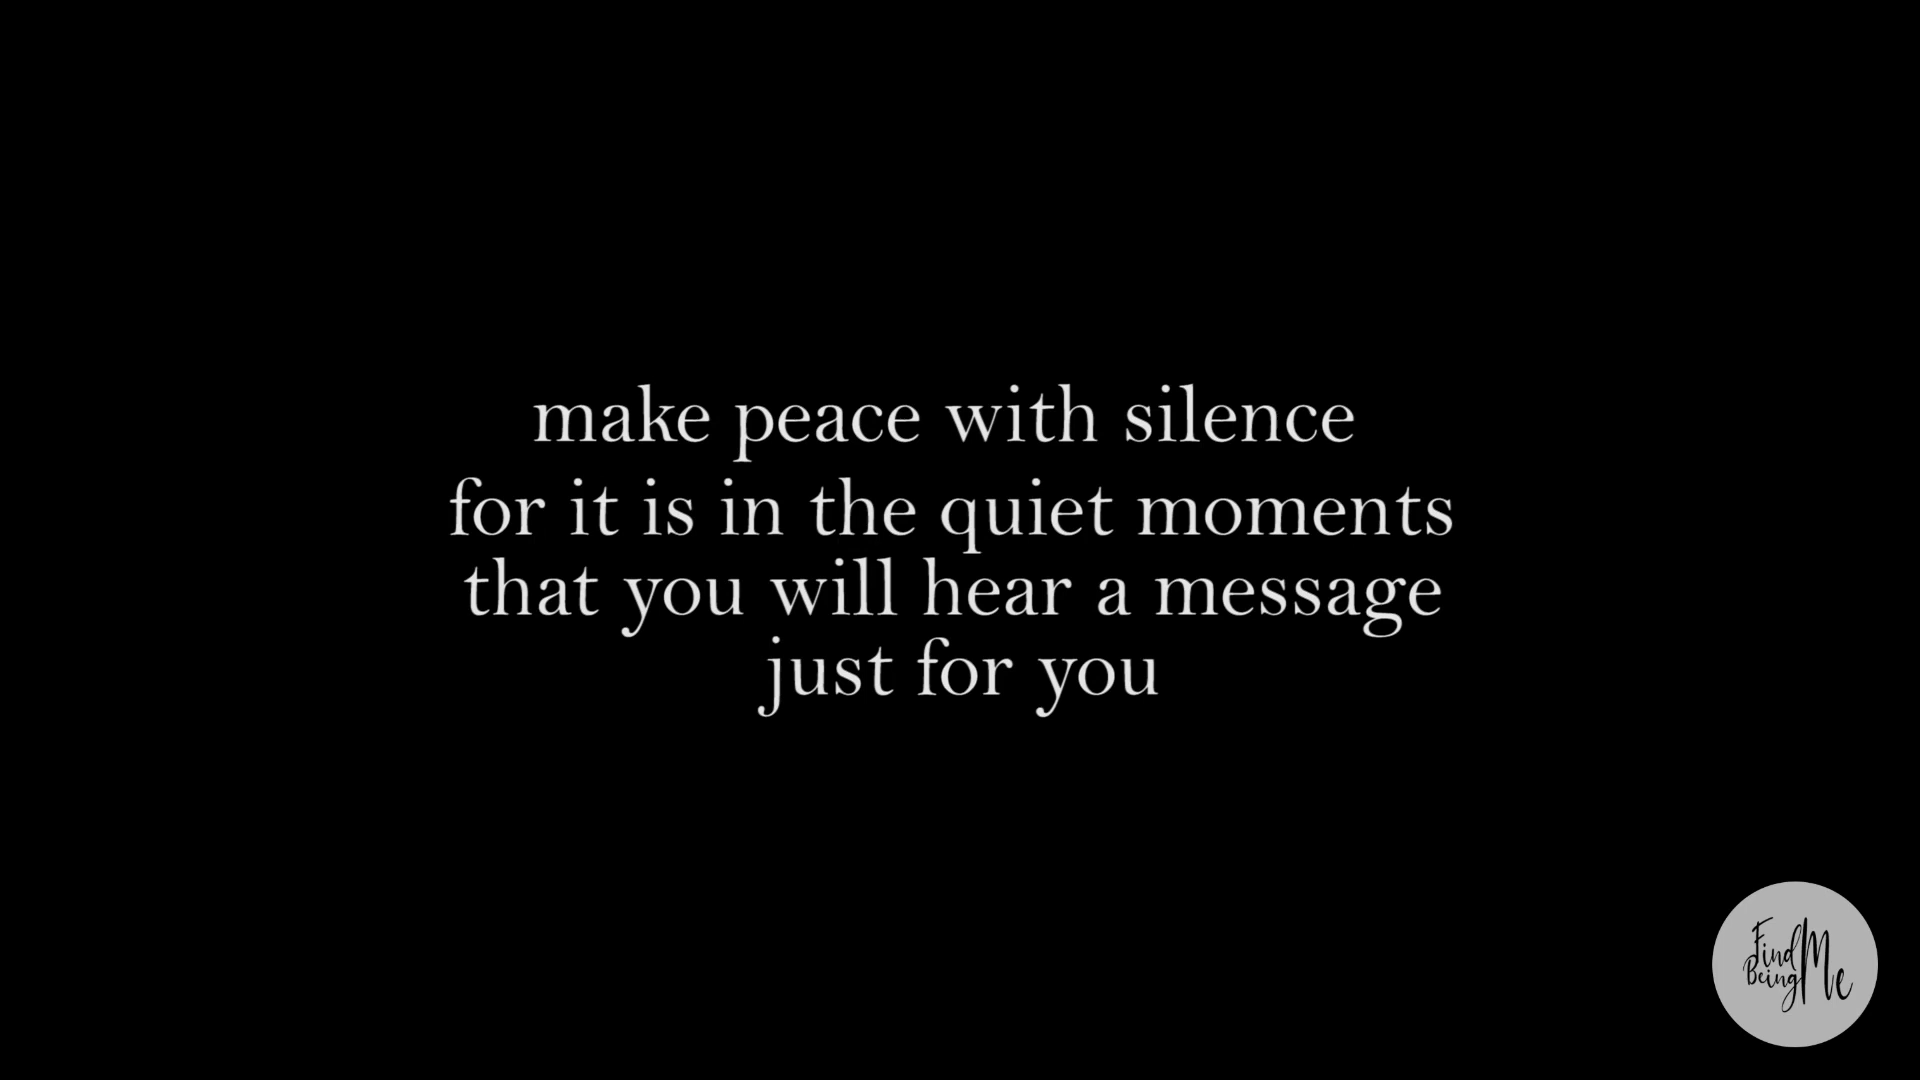 make peace with silence
for it is in the quiet moments
that you will hear a message
just for you
Find
Being
Me